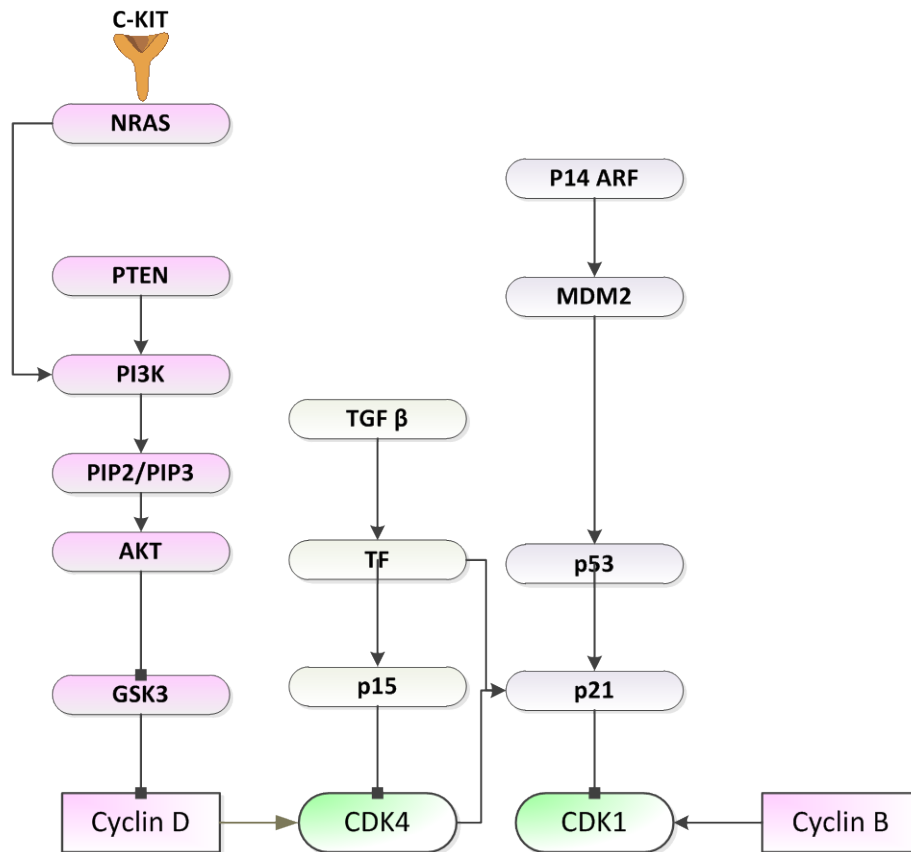 C-KIT
NRAS
P14 ARF
PTEN
MDM2
PI3K
TGF β
PIP2/PIP3
AKT
TF
p53
GSK3
p15
p21
Cyclin D
CDK4
CDK1
Cyclin B